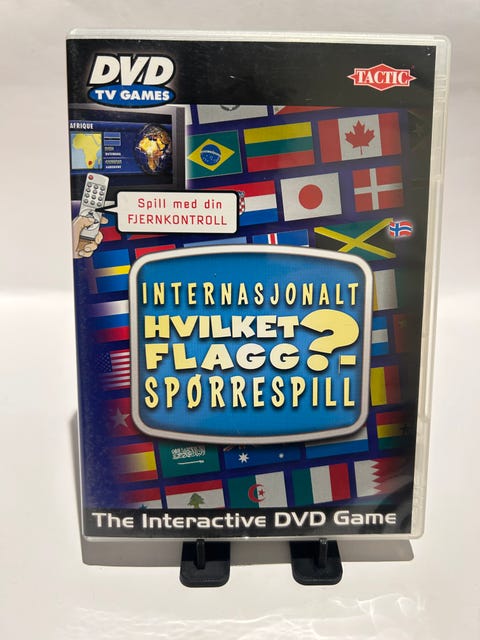 DVD
TV GAMES
TACTIC
AFRIQUE
Spill med din
FJERNKONTROLL
INTERNASJONALT
HVILKET
FLAGG?-
SPØRRESPILL
The Interactive DVD Game